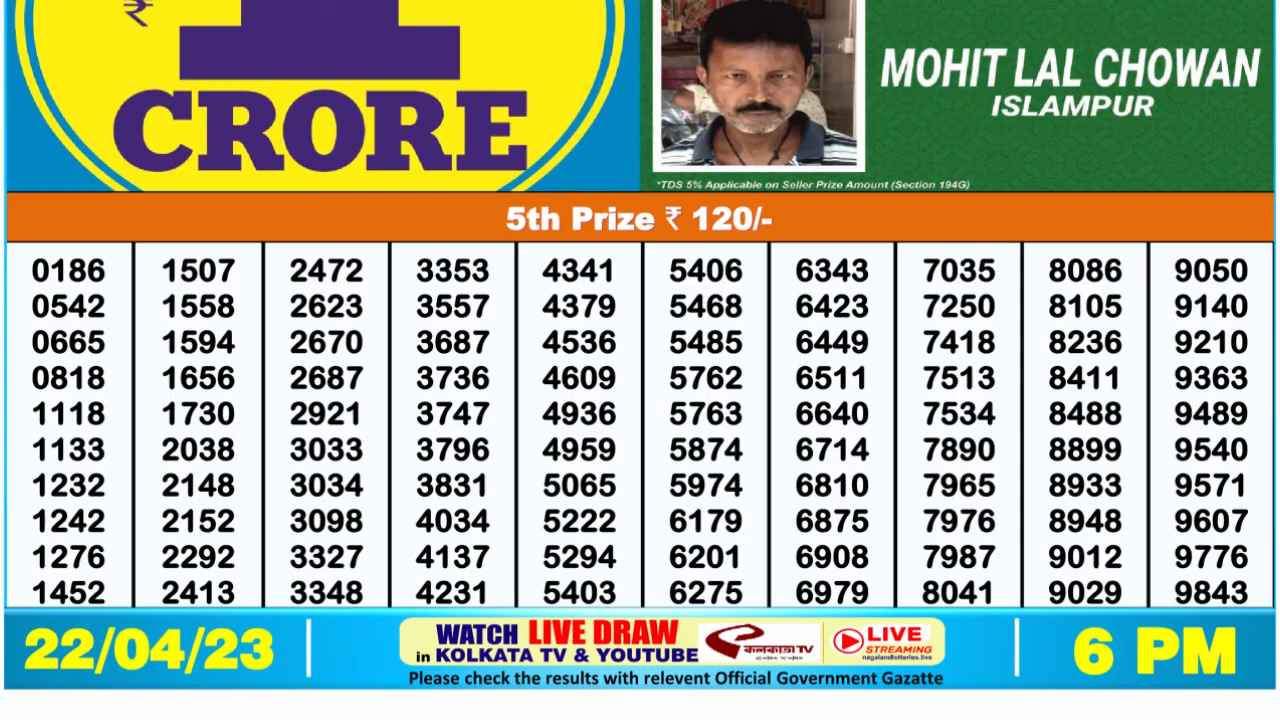 ₹ 1
CRORE
MOHIT LAL CHOWAN
ISLAMPUR
*TDS 5% Applicable on Seller Prize Amount (Section 194G)
5th Prize ₹ 120/-
0186 1507 2472 3353 4341 5406 6343 7035 8086 9050
0542 1558 2623 3557 4379 5468 6423 7250 8105 9140
0665 1594 2670 3687 4536 5485 6449 7418 8236 9210
0818 1656 2687 3736 4609 5762 6511 7513 8411 9363
1118 1730 2921 3747 4936 5763 6640 7534 8488 9489
1133 2038 3033 3796 4959 5874 6714 7890 8899 9540
1232 2148 3034 3831 5065 5974 6810 7965 8933 9571
1242 2152 3098 4034 5222 6179 6875 7976 8948 9607
1276 2292 3327 4137 5294 6201 6908 7987 9012 9776
1452 2413 3348 4231 5403 6275 6979 8041 9029 9843
22/04/23
WATCH LIVE DRAW
in KOLKATA TV & YOUTUBE
কলকাতা TV
LIVE
STREAMING
nagalandlotteries.live
Please check the results with relevent Official Government Gazatte
6 PM